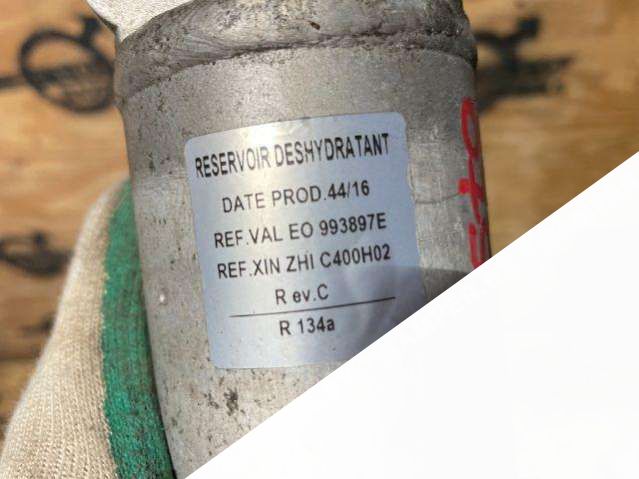 RESERVOIR DESHYDRATANT
DATE PROD.44/16
REF.VAL EO 993897E
REF.XIN ZHI C400H02
R ev.C
R 134a